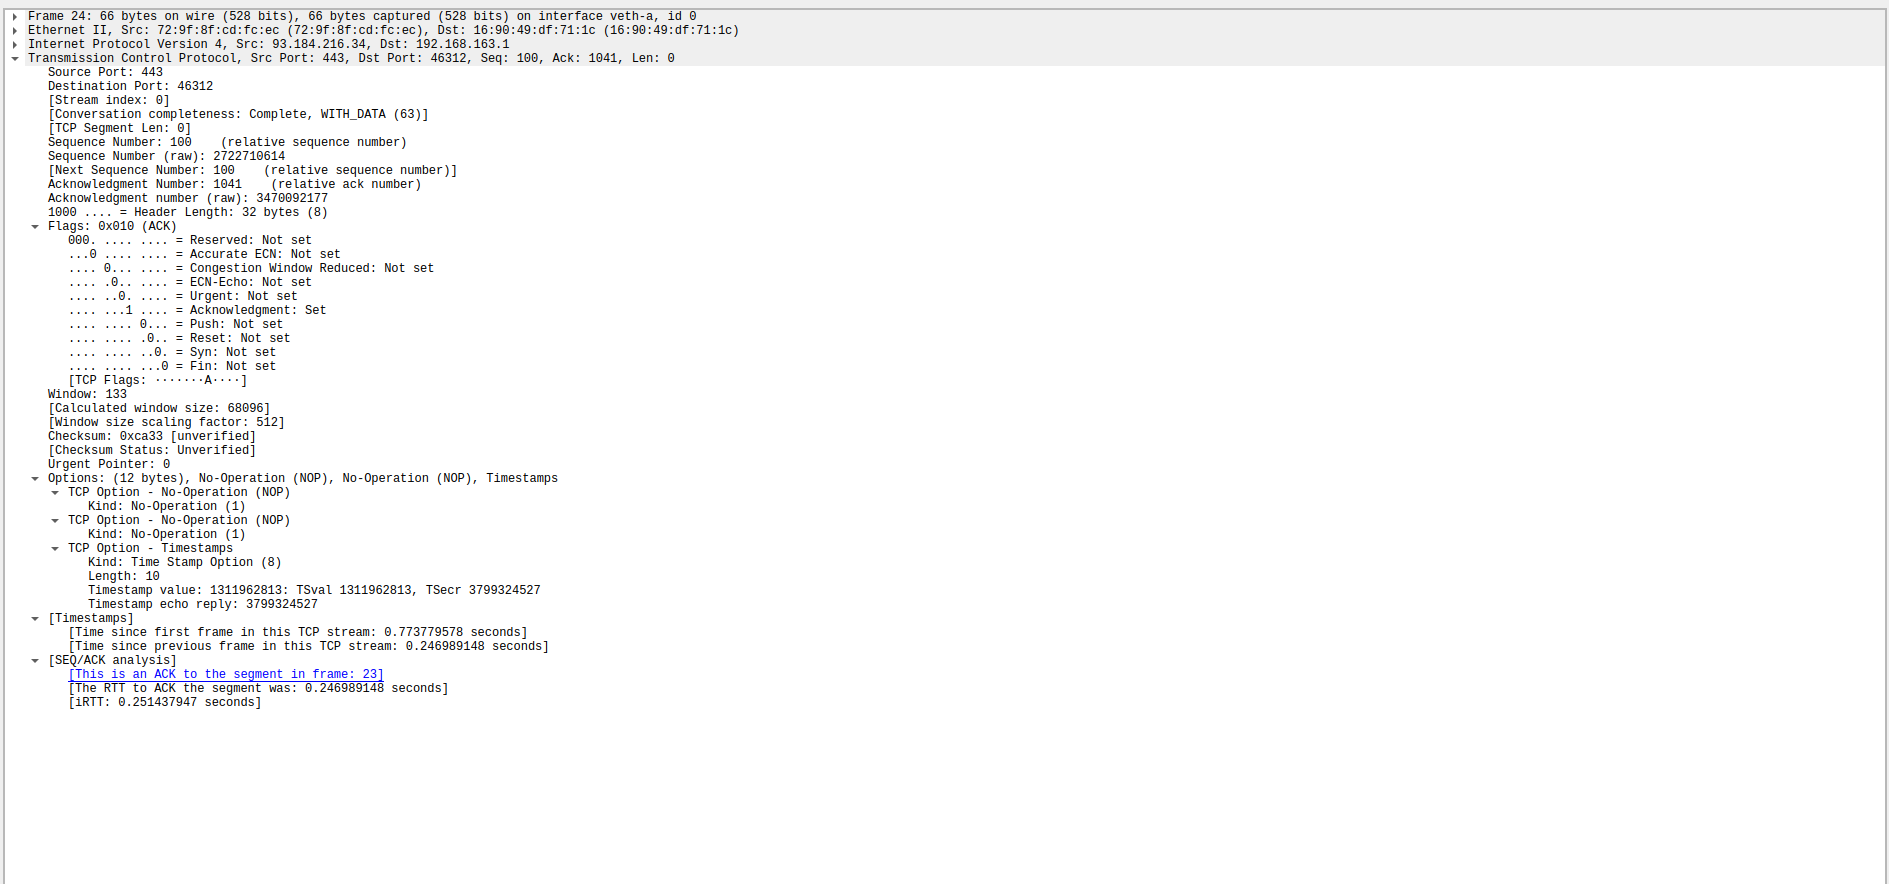 Frame 24: 66 bytes on wire (528 bits), 66 bytes captured (528 bits) on interface veth-a, id 0
Ethernet II, Src: 72:9f:8f:cd:fc:ec (72:9f:8f:cd:fc:ec), Dst: 16:90:49:df:71:1c (16:90:49:df:71:1c)
Internet Protocol Version 4, Src: 93.184.216.34, Dst: 192.168.163.1
Transmission Control Protocol, Src Port: 443, Dst Port: 46312, Seq: 100, Ack: 1041, Len: 0
Source Port: 443
Destination Port: 46312
[Stream index: 0]
[Conversation completeness: Complete, WITH_DATA (63)]
[TCP Segment Len: 0]
Sequence Number: 100    (relative sequence number)
Sequence Number (raw): 2722710614
[Next Sequence Number: 100    (relative sequence number)]
Acknowledgment Number: 1041    (relative ack number)
Acknowledgment number (raw): 3470092177
1000 .... = Header Length: 32 bytes (8)
Flags: 0x010 (ACK)
000. .... .... = Reserved: Not set
...0 .... .... = Accurate ECN: Not set
.... 0... .... = Congestion Window Reduced: Not set
.... .0.. .... = ECN-Echo: Not set
.... ..0. .... = Urgent: Not set
.... ...1 .... = Acknowledgment: Set
.... .... 0... = Push: Not set
.... .... .0.. = Reset: Not set
.... .... ..0. = Syn: Not set
.... .... ...0 = Fin: Not set
[TCP Flags: ·······A····]
Window: 133
[Calculated window size: 68096]
[Window size scaling factor: 512]
Checksum: 0xca33 [unverified]
[Checksum Status: Unverified]
Urgent Pointer: 0
Options: (12 bytes), No-Operation (NOP), No-Operation (NOP), Timestamps
TCP Option - No-Operation (NOP)
Kind: No-Operation (1)
TCP Option - No-Operation (NOP)
Kind: No-Operation (1)
TCP Option - Timestamps
Kind: Time Stamp Option (8)
Length: 10
Timestamp value: 1311962813: TSval 1311962813, TSecr 3799324527
Timestamp echo reply: 3799324527
[Timestamps]
[Time since first frame in this TCP stream: 0.773779578 seconds]
[Time since previous frame in this TCP stream: 0.246989148 seconds]
[SEQ/ACK analysis]
[This is an ACK to the segment in frame: 23]
[The RTT to ACK the segment was: 0.246989148 seconds]
[iRTT: 0.251437947 seconds]